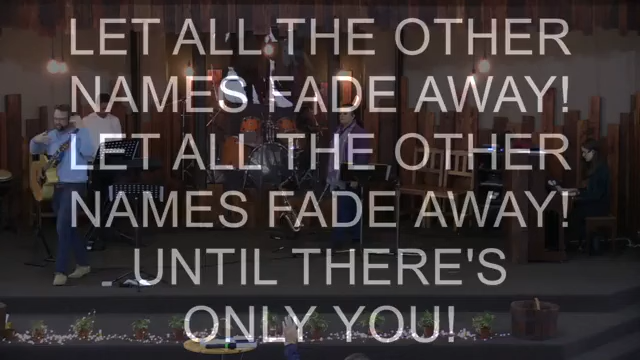 LET ALL THE OTHER
NAMES FADE AWAY!
LET ALL THE OTHER
NAMES FADE AWAY!
UNTIL THERE'S
ONLY YOU!